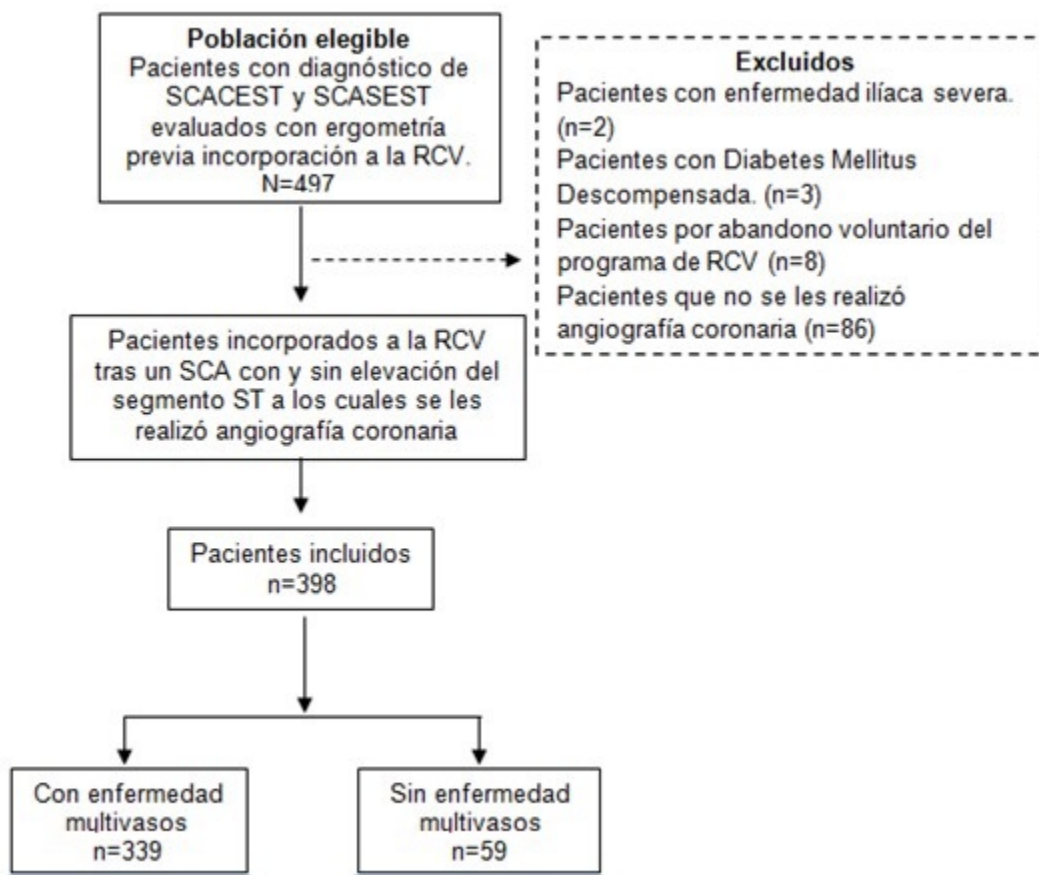 Población elegible
Pacientes con diagnóstico de
SCACEST y SCASEST
evaluados con ergometría
previa incorporación a la RCV.
N=497
Excluidos
Pacientes con enfermedad ilíaca severa.
(n=2)
Pacientes con Diabetes Mellitus
Descompensada. (n=3)
Pacientes por abandono voluntario del
programa de RCV (n=8)
Pacientes que no se les realizó
angiografía coronaria (n=86)
Pacientes incorporados a la RCV
tras un SCA con y sin elevación del
segmento ST a los cuales se les
realizó angiografía coronaria
Pacientes incluidos
n=398
Con enfermedad
multivasos
n=339
Sin enfermedad
multivasos
n=59